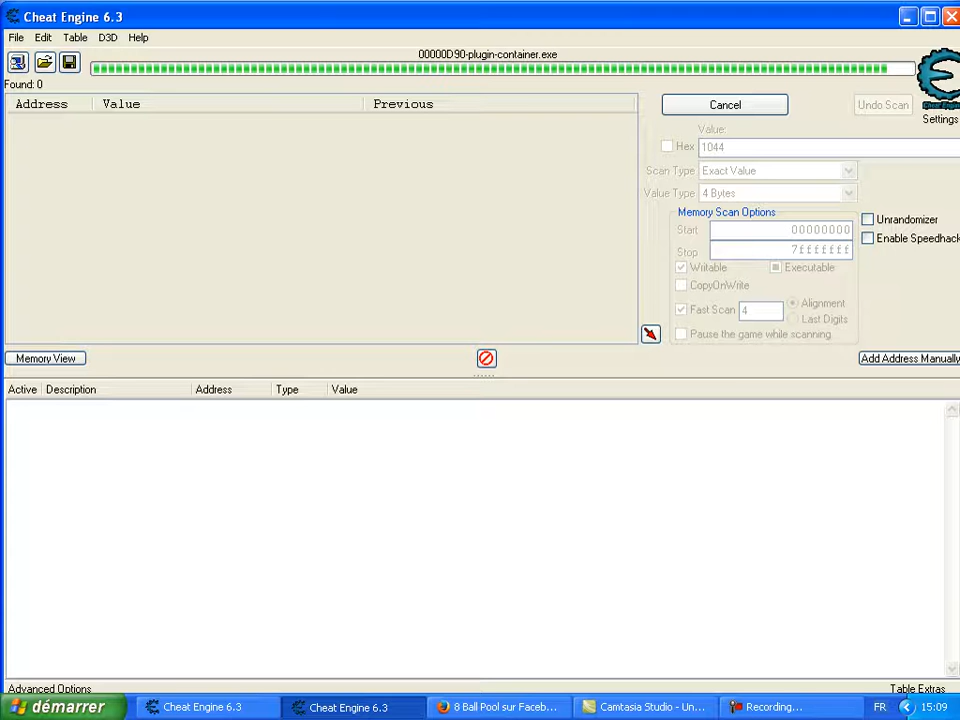 Cheat Engine 6.3
File Edit Table D3D Help
00000D90-plugin-container.exe
Found: 0
Address Value Previous
Cancel Undo Scan
Cheat Engine
Settings
Value:
Hex 1044
Scan Type Exact Value
Value Type 4 Bytes
Memory Scan Options
Start 00000000
Stop 7fffffff
Writable Executable
CopyOnWrite
Fast Scan 4 Alignment
Last Digits
Pause the game while scanning
Unrandomizer
Enable Speedhack
Memory View Add Address Manually
Active Description Address Type Value
Advanced Options Table Extras
démarrer Cheat Engine 6.3 Cheat Engine 6.3 8 Ball Pool sur Faceb... Camtasia Studio - Un... Recording... FR 15:09